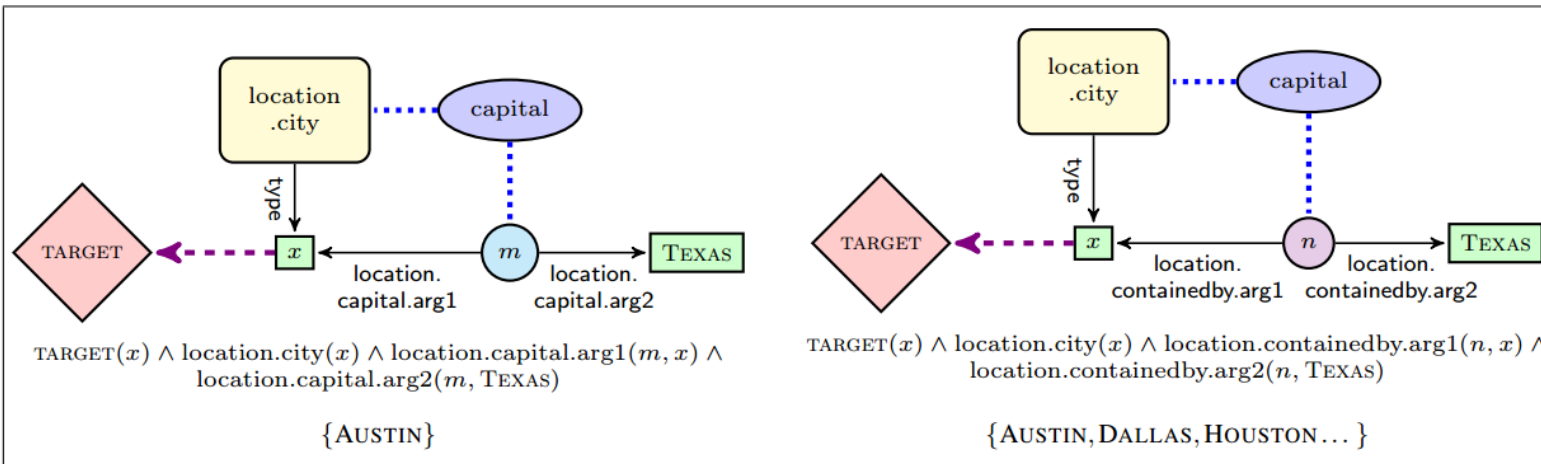 location
.city
capital
type
TARGET
x
m
TEXAS
location.
capital.arg1
location.
capital.arg2
TARGET(x) ∧ location.city(x) ∧ location.capital.arg1(m, x) ∧
location.capital.arg2(m, TEXAS)
{AUSTIN}
location
.city
capital
type
TARGET
x
n
TEXAS
location.
containedby.arg1
location.
containedby.arg2
TARGET(x) ∧ location.city(x) ∧ location.containedby.arg1(n, x) ∧
location.containedby.arg2(n, TEXAS)
{AUSTIN, DALLAS, HOUSTON . . . }